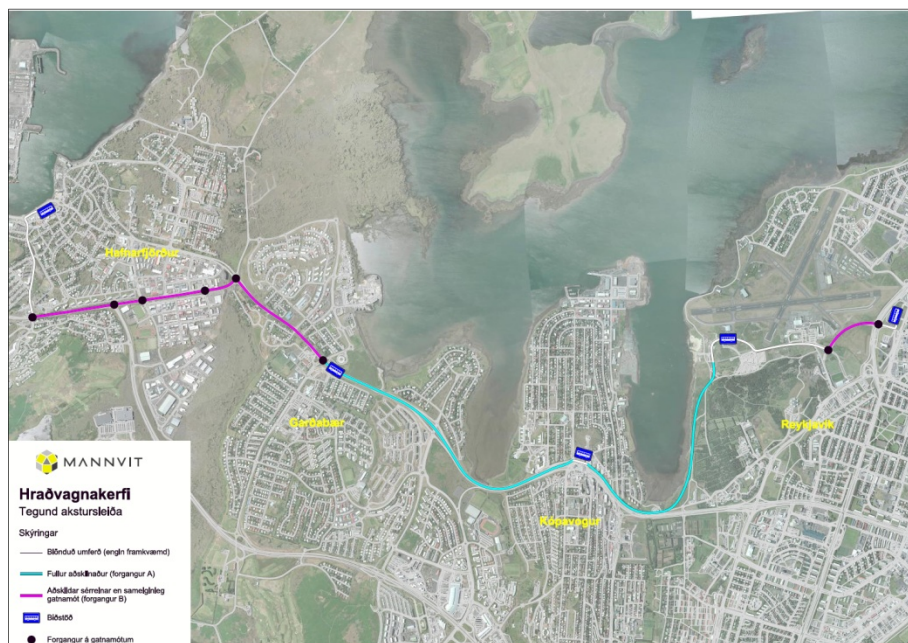 Hafnarfjörður
Garðabær
Kópavogur
Reykjavík
MANNVIT
Hraðvagnakerfi
Tegund akstursleiða
Skýringar
Blönduð umferð (engin framkvæmd)
Fullur aðskilnaður (forgangur A)
Aðskildar sérreinar en sameiginleg
gatnamót (forgangur B)
Biðstöð
Forgangur á gatnamótum